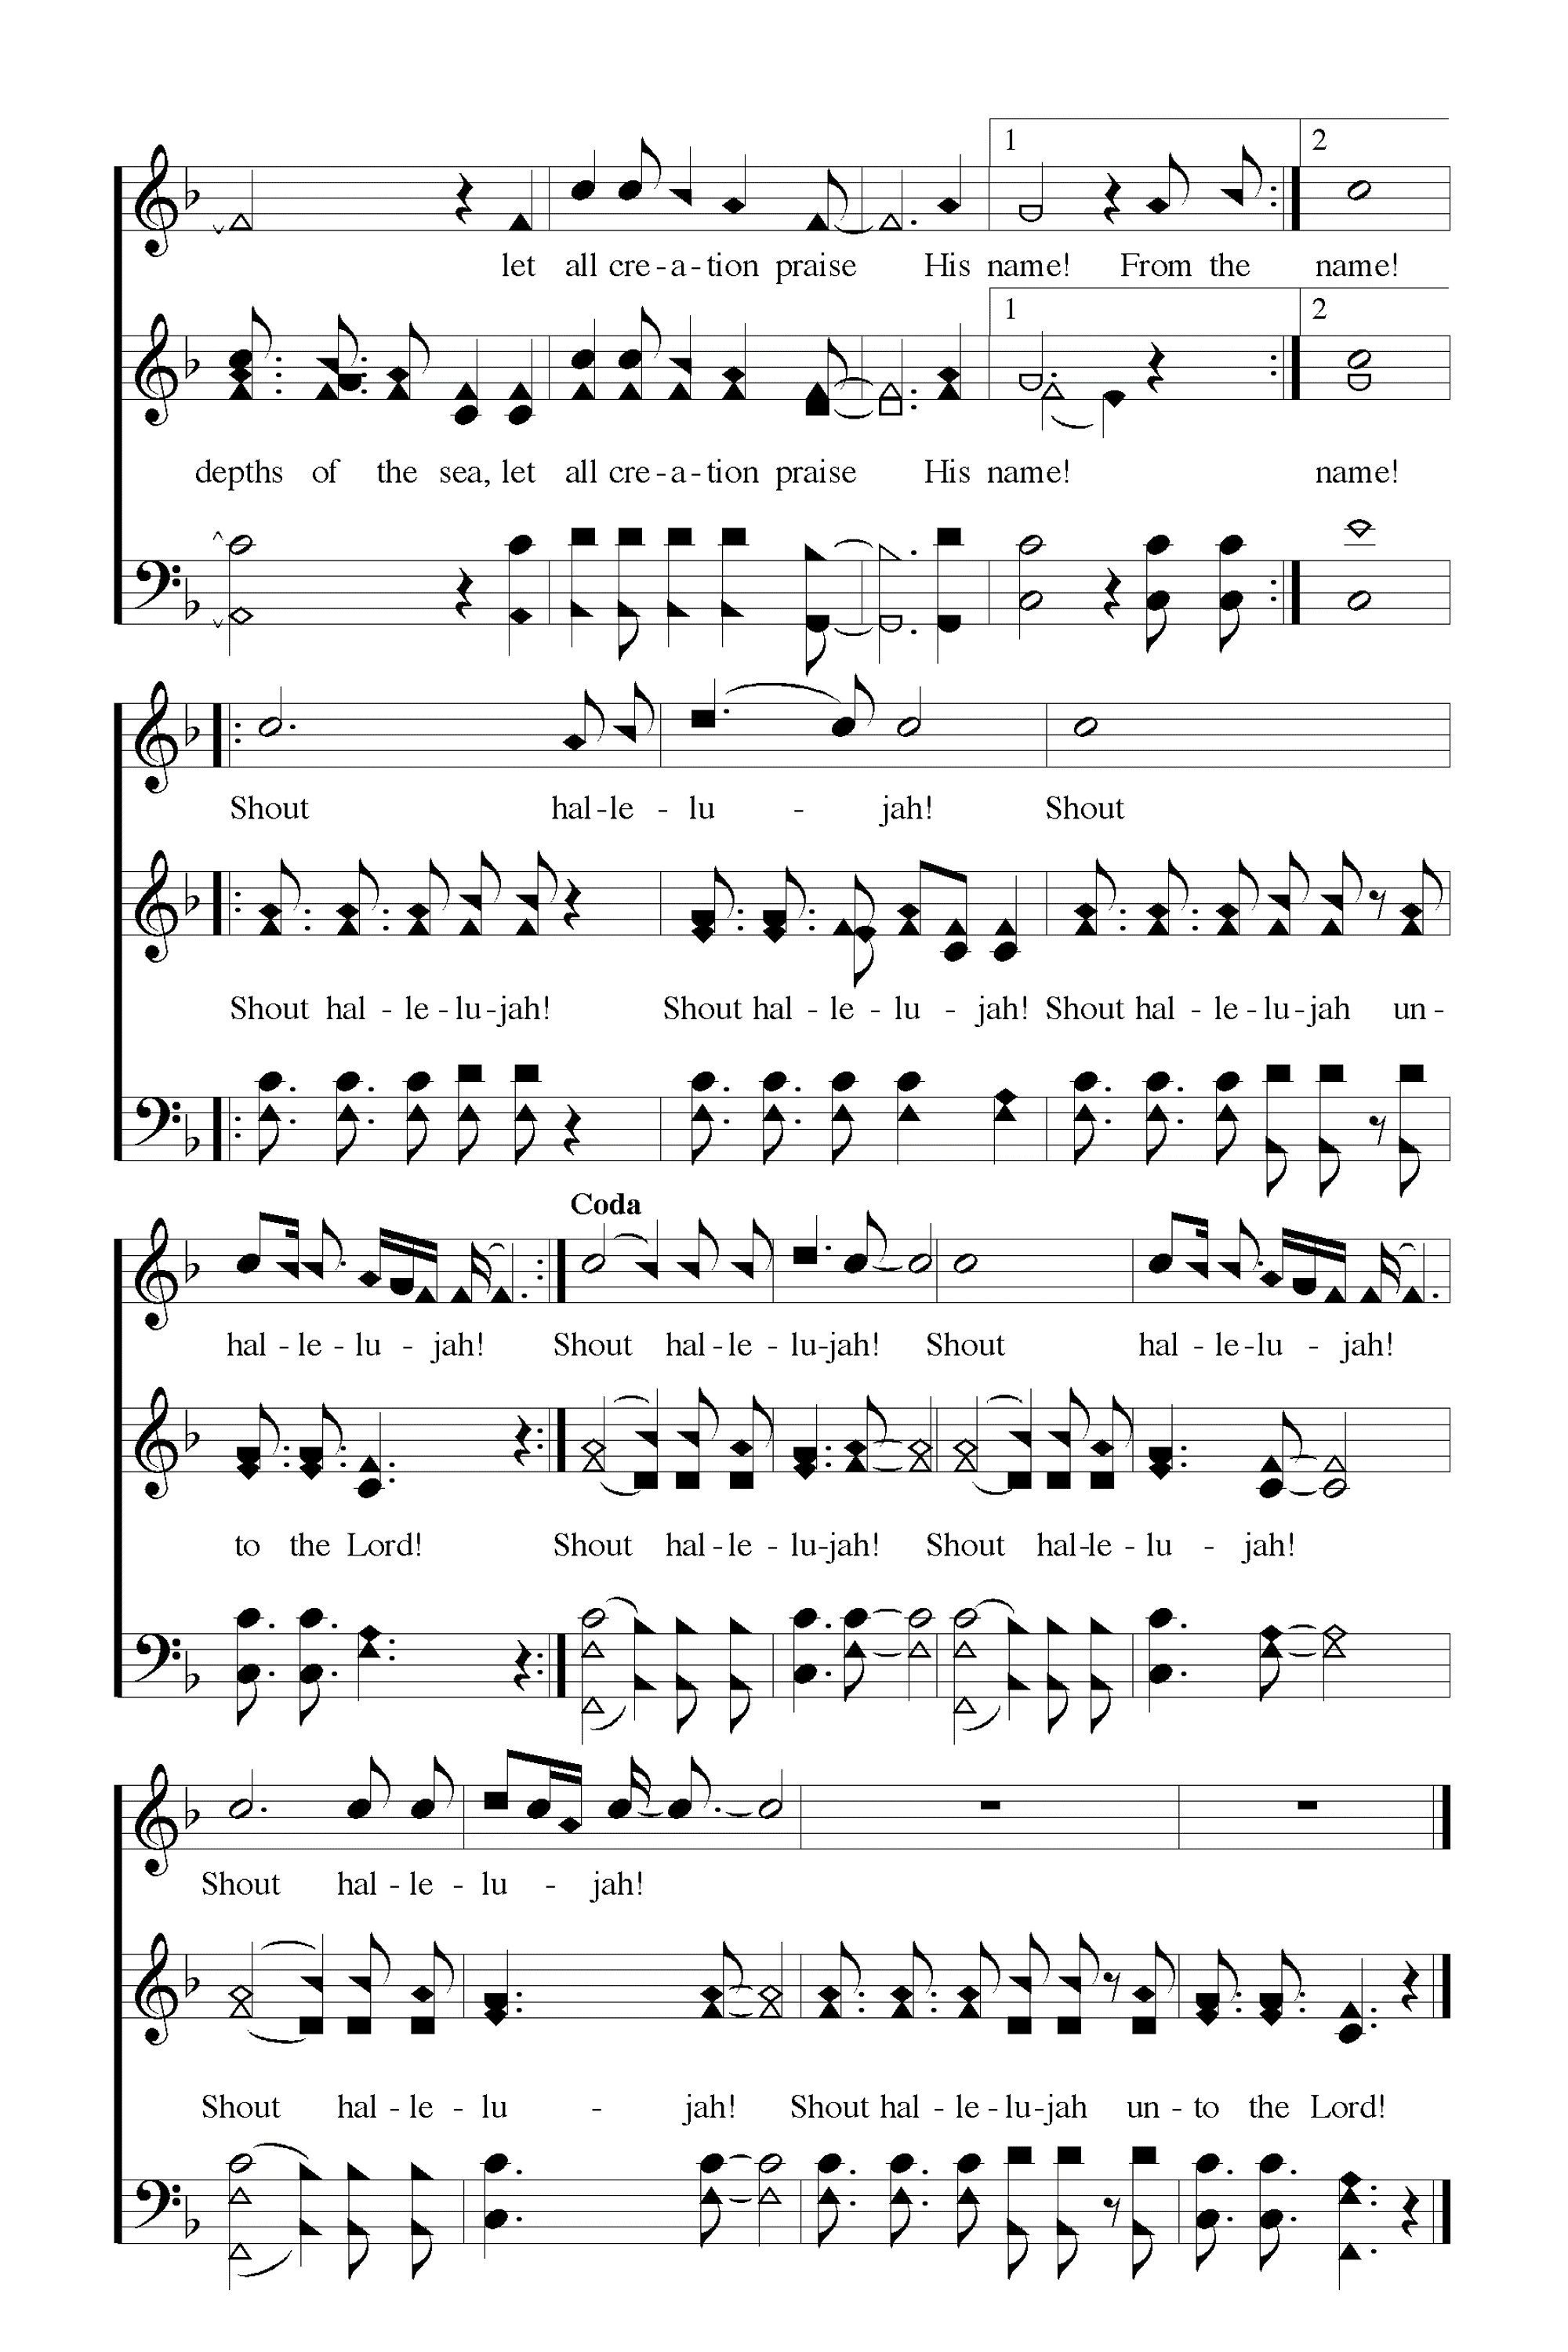 1 2
let all cre - a - tion praise His name! From the name!
1 2
depths of the sea, let all cre - a - tion praise His name! name!
Shout hal - le - lu - jah! Shout
Shout hal - le - lu - jah! Shout hal - le - lu - jah! Shout hal - le - lu - jah un -
Coda
hal - le - lu - jah! Shout hal - le - lu - jah! Shout hal - le - lu - jah!
to the Lord! Shout hal - le - lu - jah! Shout hal - le - lu - jah!
Shout hal - le - lu - jah!
Shout hal - le - lu - jah! Shout hal - le - lu - jah un - to the Lord!